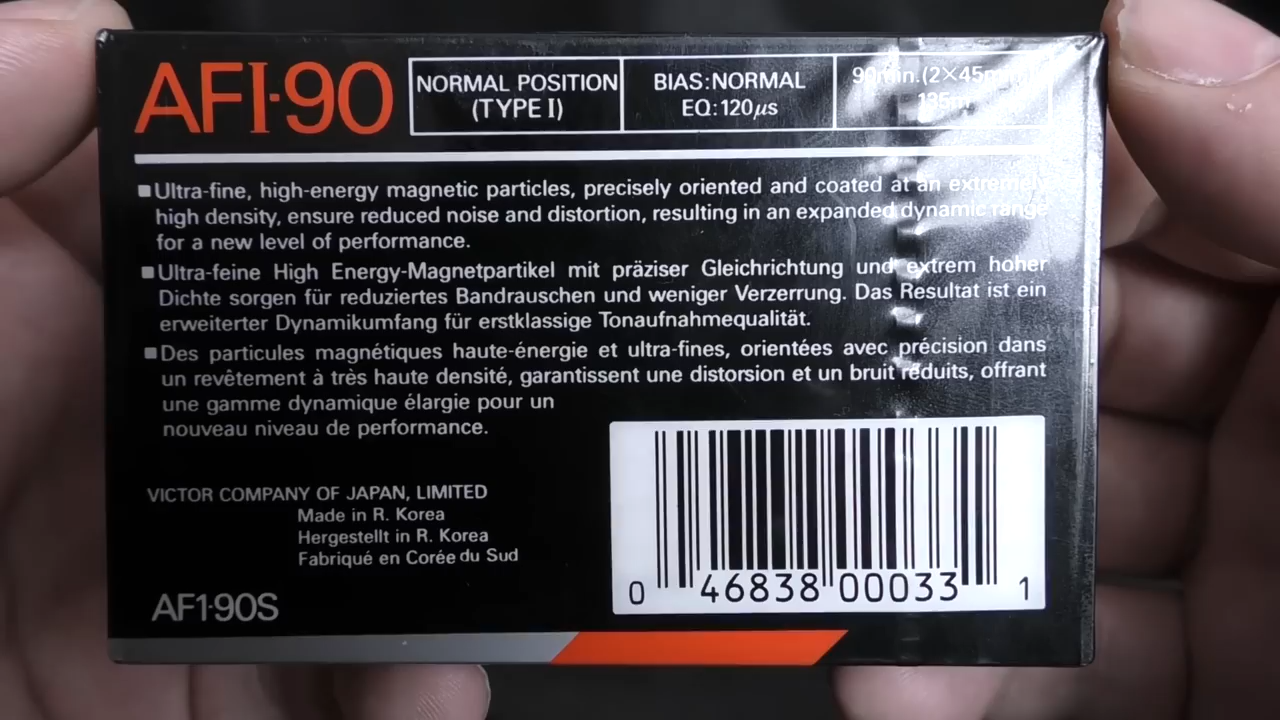 AFI·90
NORMAL POSITION
(TYPE I)
BIAS:NORMAL
EQ:120μs
90min.(2×45min.)
135m
■Ultra-fine, high-energy magnetic particles, precisely oriented and coated at an extremely
high density, ensure reduced noise and distortion, resulting in an expanded dynamic range
for a new level of performance.
■Ultra-feine High Energy-Magnetpartikel mit präziser Gleichrichtung und extrem hoher
Dichte sorgen für reduziertes Bandrauschen und weniger Verzerrung. Das Resultat ist ein
erweiterter Dynamikumfang für erstklassige Tonaufnahmequalität.
■Des particules magnétiques haute-énergie et ultra-fines, orientées avec précision dans
un revêtement à très haute densité, garantissent une distorsion et un bruit réduits, offrant
une gamme dynamique élargie pour un
nouveau niveau de performance.
VICTOR COMPANY OF JAPAN, LIMITED
Made in R. Korea
Hergestellt in R. Korea
Fabriqué en Corée du Sud
AF1·90S
0 46838 00033 1